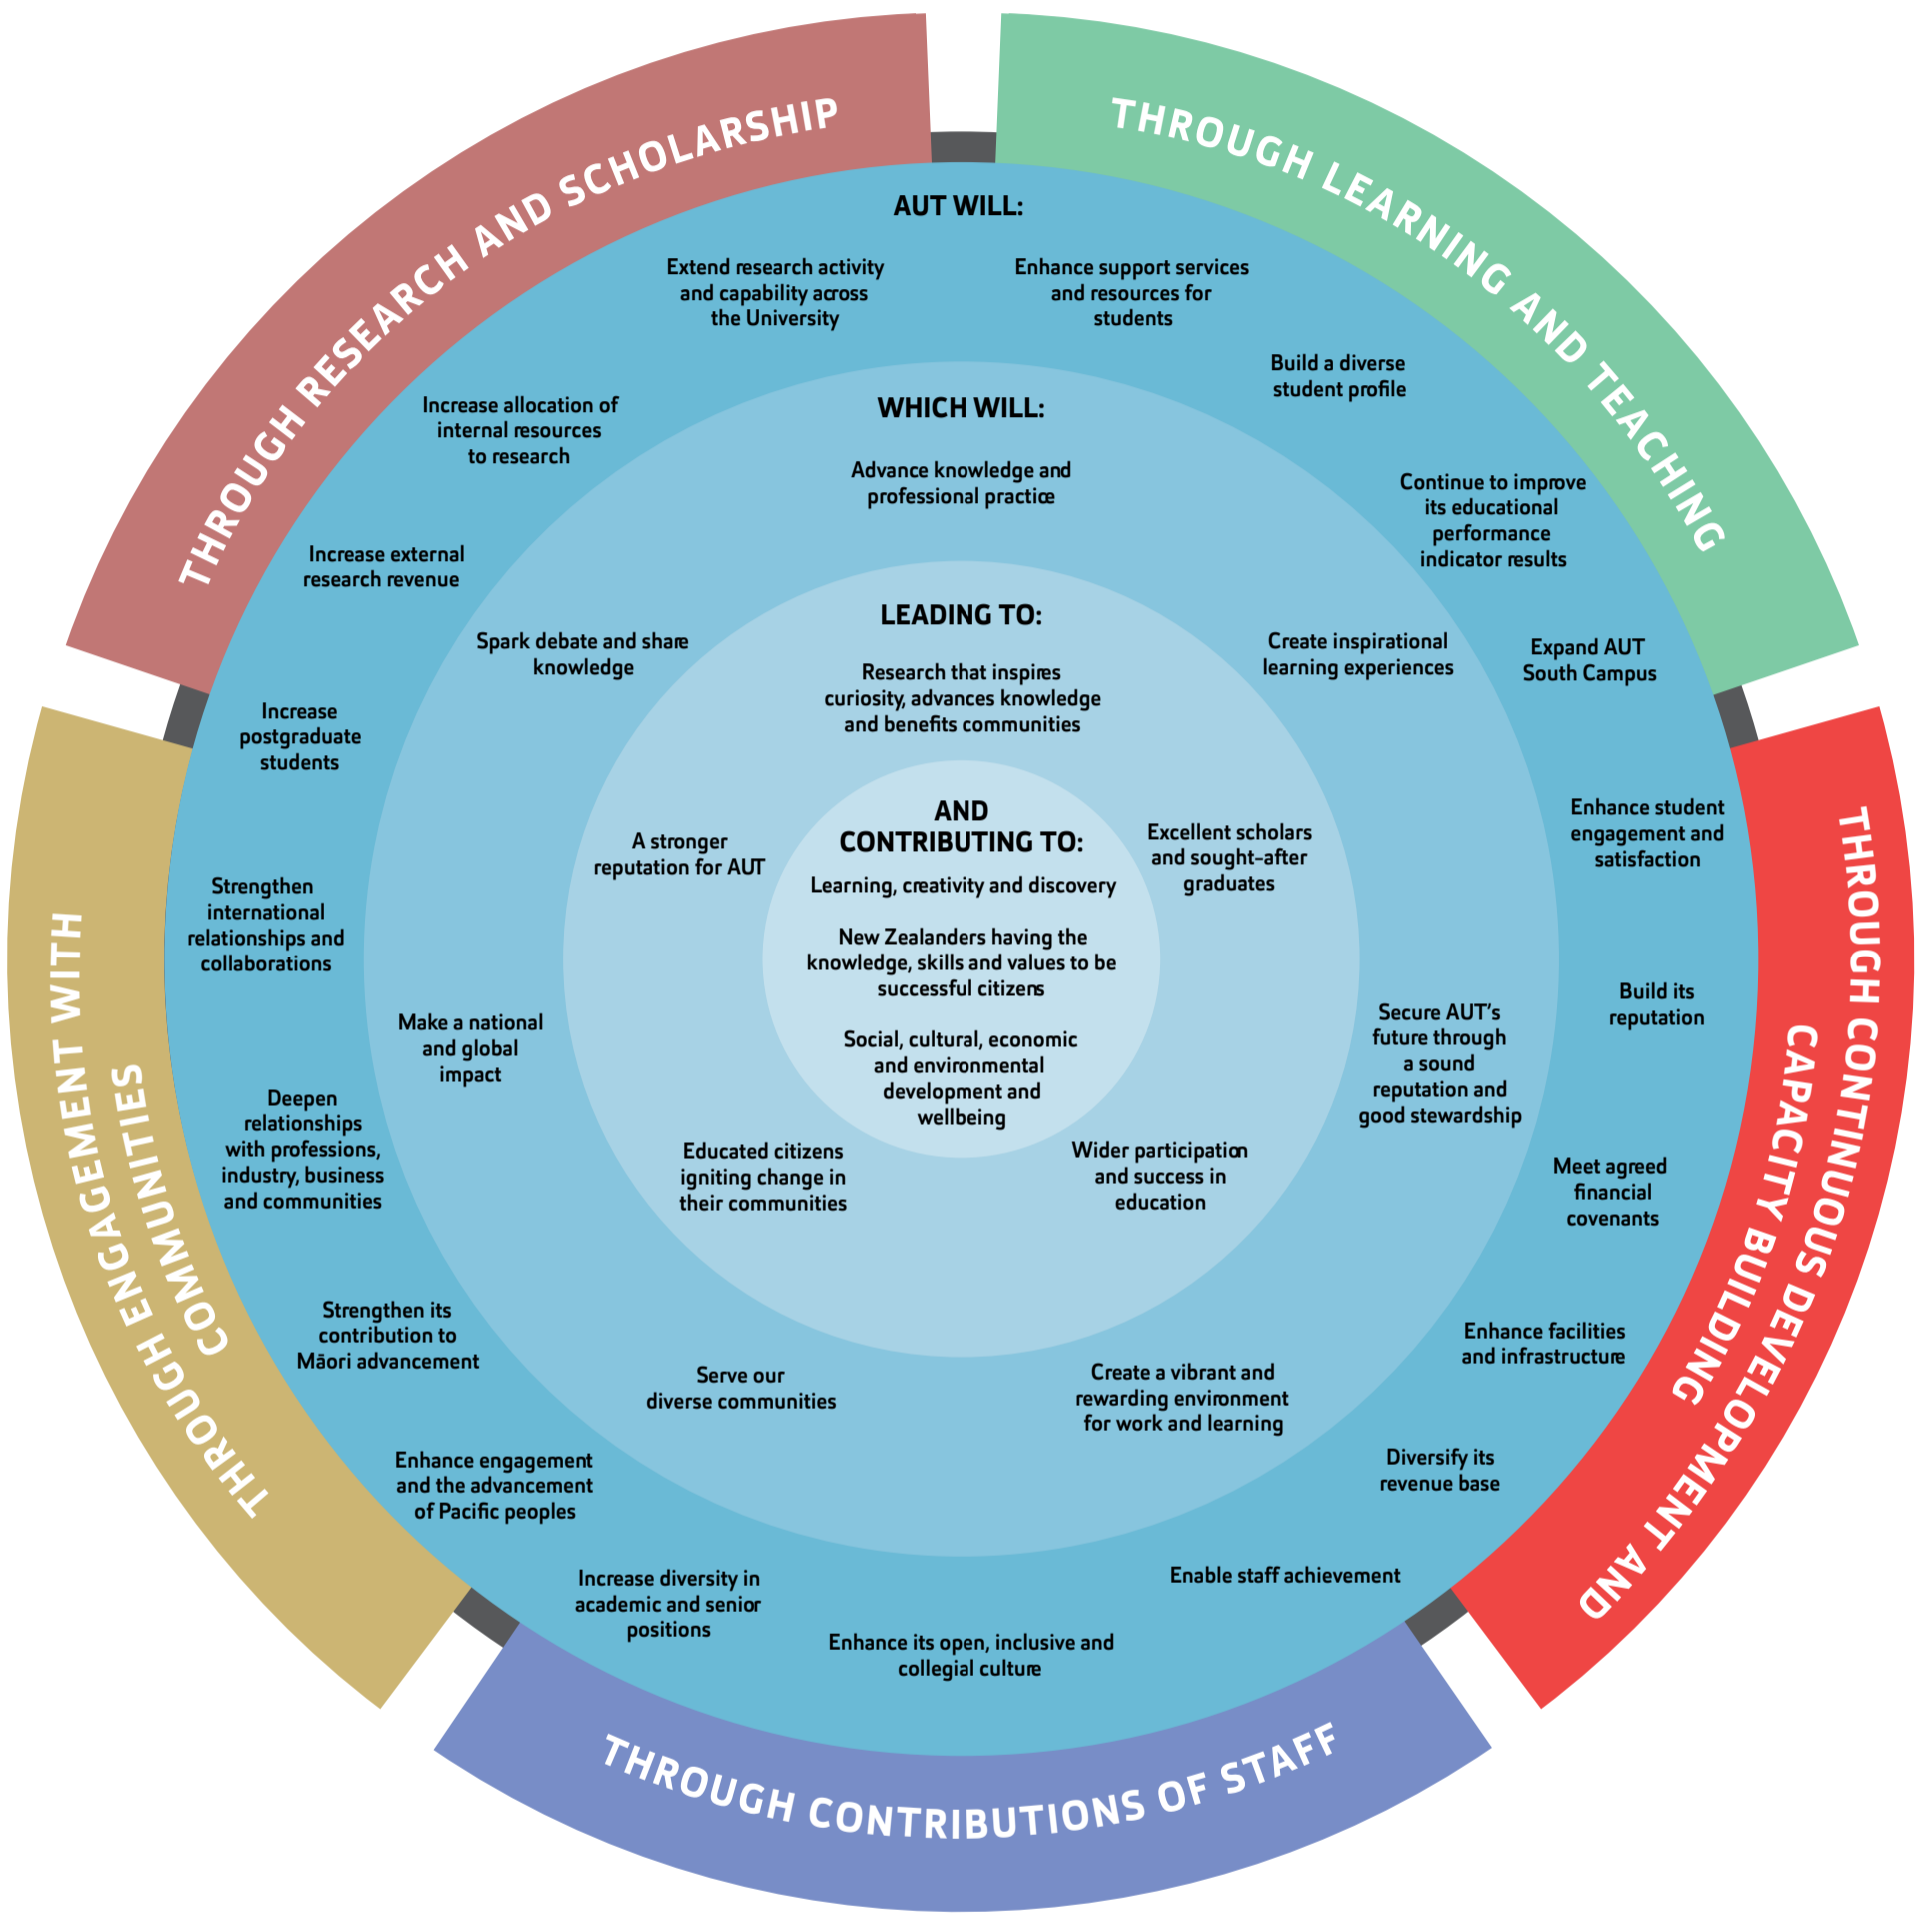 THROUGH RESEARCH AND SCHOLARSHIP
THROUGH LEARNING AND TEACHING
THROUGH CONTINUOUS DEVELOPMENT AND
CAPACITY BUILDING
THROUGH CONTRIBUTIONS OF STAFF
THROUGH ENGAGEMENT WITH
COMMUNITIES
AUT WILL:
Extend research activity
and capability across
the University
Enhance support services
and resources for
students
Build a diverse
student profile
Continue to improve
its educational
performance
indicator results
Expand AUT
South Campus
Enhance student
engagement and
satisfaction
Build its
reputation
Meet agreed
financial
covenants
Enhance facilities
and infrastructure
Diversify its
revenue base
Enable staff achievement
Enhance its open, inclusive and
collegial culture
Increase diversity in
academic and senior
positions
Enhance engagement
and the advancement
of Pacific peoples
Strengthen its
contribution to
Māori advancement
Deepen
relationships
with professions,
industry, business
and communities
Strengthen
international
relationships and
collaborations
Increase
postgraduate
students
Increase external
research revenue
Increase allocation of
internal resources
to research
WHICH WILL:
Advance knowledge and
professional practice
Create inspirational
learning experiences
Secure AUT's
future through
a sound
reputation and
good stewardship
Create a vibrant and
rewarding environment
for work and learning
Serve our
diverse communities
Make a national
and global
impact
Spark debate and share
knowledge
LEADING TO:
Research that inspires
curiosity, advances knowledge
and benefits communities
Excellent scholars
and sought-after
graduates
Wider participation
and success in
education
Educated citizens
igniting change in
their communities
A stronger
reputation for AUT
AND
CONTRIBUTING TO:
Learning, creativity and discovery
New Zealanders having the
knowledge, skills and values to be
successful citizens
Social, cultural, economic
and environmental
development and
wellbeing